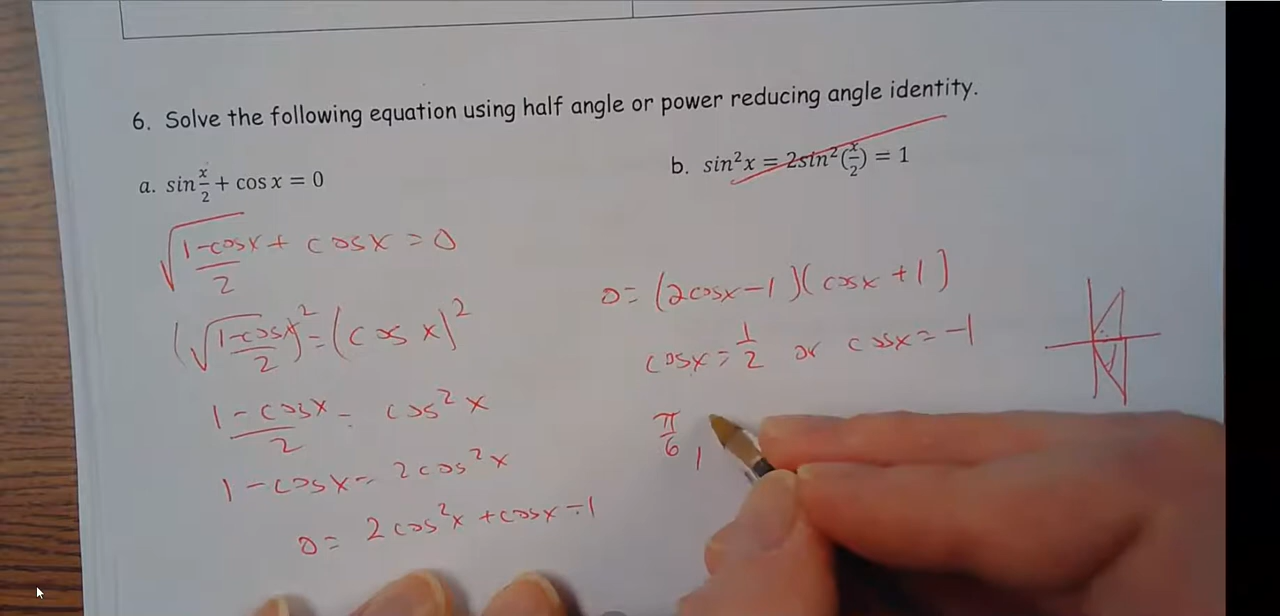 6. Solve the following equation using half angle or power reducing angle identity.
a. sin x/2 + cos x = 0
b. sin²x = 2sin²(x/2) = 1
√(1-cosx/2) + cosx = 0
(√(1-cosx/2))² = (cos x)²
1-cosx/2 = cos²x
1-cosx = 2cos²x
0 = 2cos²x + cosx - 1
0 = (2cosx-1)(cosx+1)
cosx = 1/2 or cosx = -1
π/6,